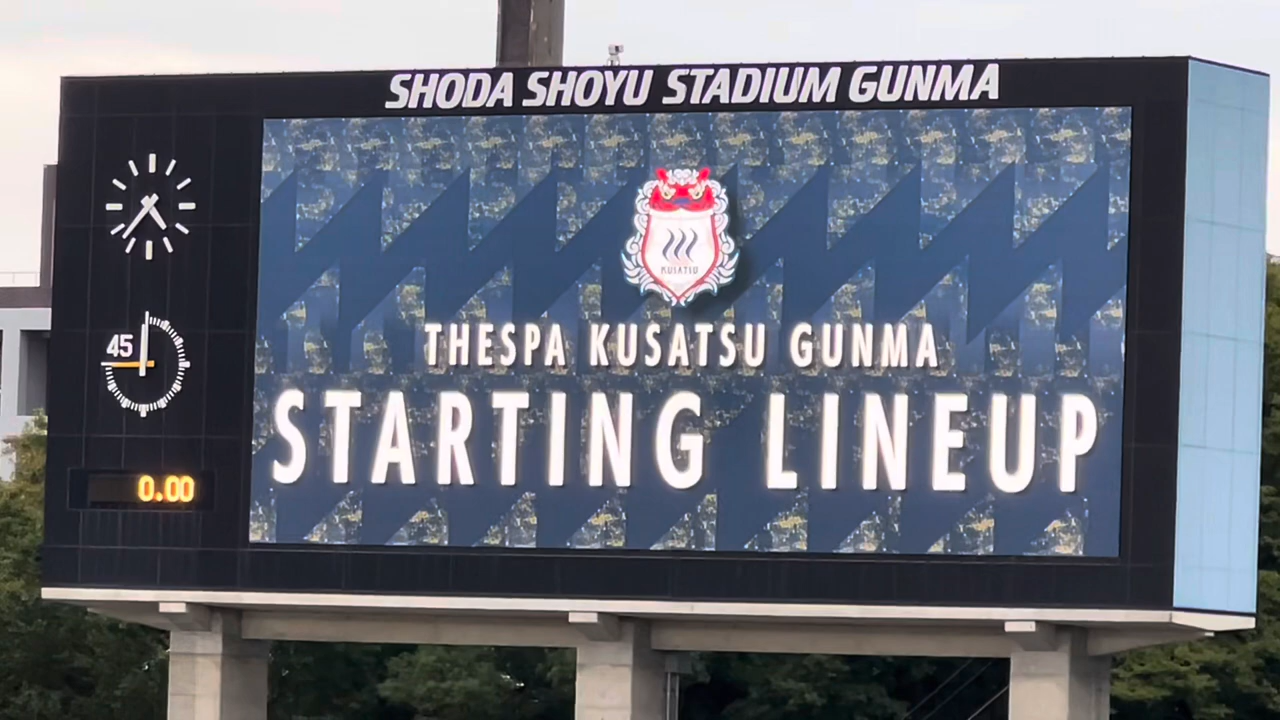 SHODA SHOYU STADIUM GUNMA
45
0.00
KUSATSU
THESPA KUSATSU GUNMA
STARTING LINEUP